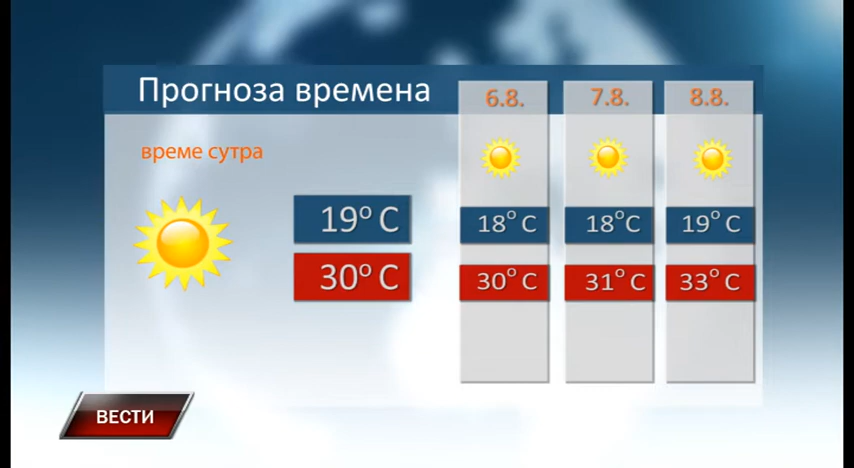 Прогноза времена
време сутра
19° C
30° C
6.8.
18° C
30° C
7.8.
18°C
31° C
8.8.
19° C
33° C
ВЕСТИ